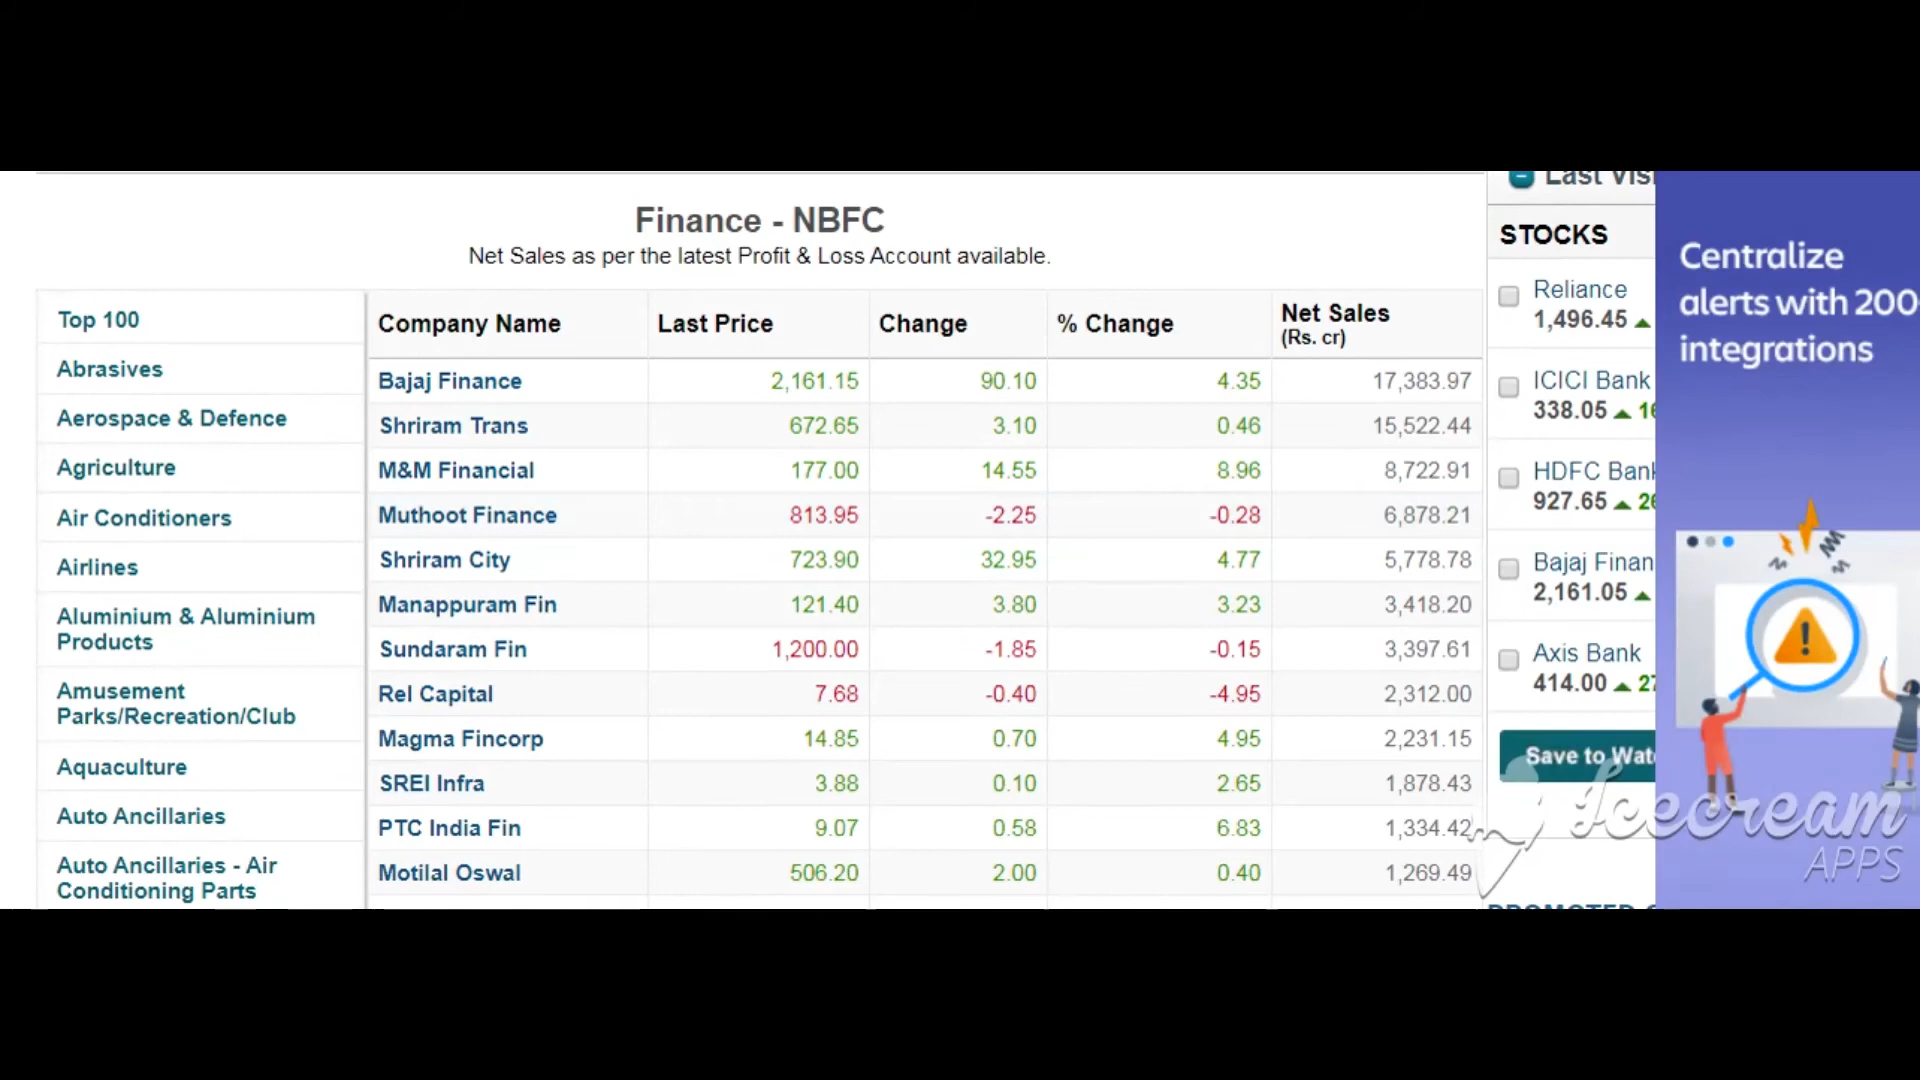 Finance - NBFC
Net Sales as per the latest Profit & Loss Account available.
Top 100
Abrasives
Aerospace & Defence
Agriculture
Air Conditioners
Airlines
Aluminium & Aluminium
Products
Amusement
Parks/Recreation/Club
Aquaculture
Auto Ancillaries
Auto Ancillaries - Air
Conditioning Parts
Company Name Last Price Change % Change Net Sales
(Rs. cr)
Bajaj Finance 2,161.15 90.10 4.35 17,383.97
Shriram Trans 672.65 3.10 0.46 15,522.44
M&M Financial 177.00 14.55 8.96 8,722.91
Muthoot Finance 813.95 -2.25 -0.28 6,878.21
Shriram City 723.90 32.95 4.77 5,778.78
Manappuram Fin 121.40 3.80 3.23 3,418.20
Sundaram Fin 1,200.00 -1.85 -0.15 3,397.61
Rel Capital 7.68 -0.40 -4.95 2,312.00
Magma Fincorp 14.85 0.70 4.95 2,231.15
SREI Infra 3.88 0.10 2.65 1,878.43
PTC India Fin 9.07 0.58 6.83 1,334.42
Motilal Oswal 506.20 2.00 0.40 1,269.49
Last Vis
STOCKS
Reliance
1,496.45
ICICI Bank
338.05 ▲ 16
HDFC Bank
927.65 ▲ 26
Bajaj Finan
2,161.05 ▲
Axis Bank
414.00 ▲ 27
Save to Wat
Centralize
alerts with 200
integrations
Icecream
APPS